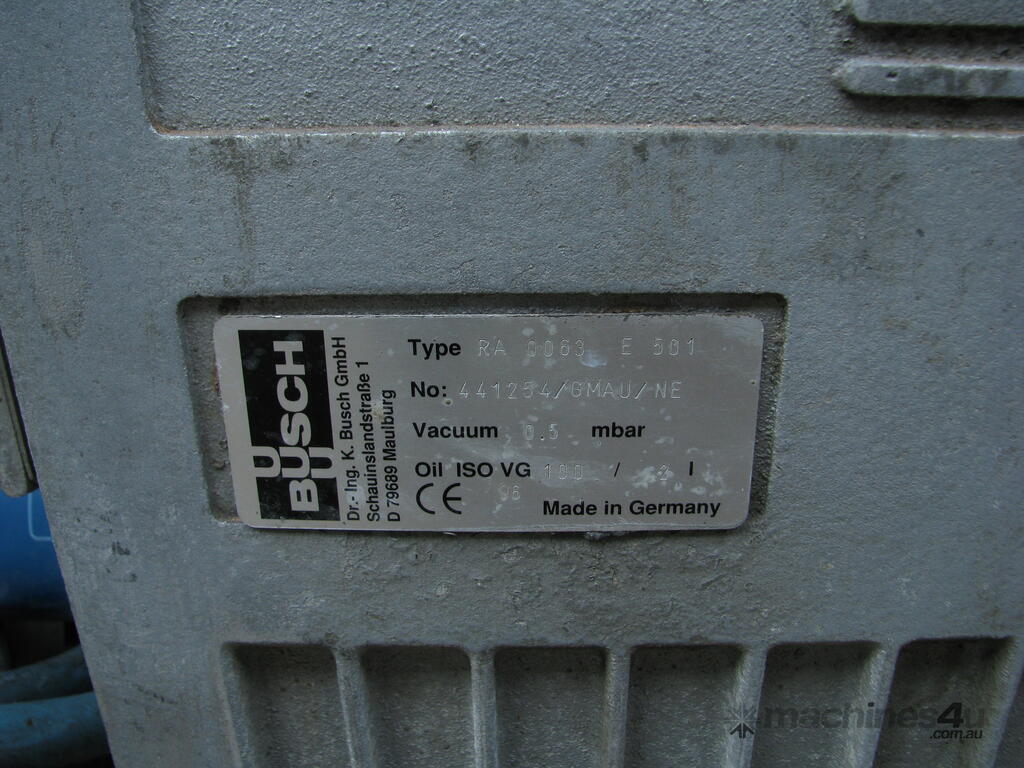 BUSCH
Dr.- Ing. K. Busch GmbH
Schauinslandstraße 1
D 79689 Maulburg
Type RA 0063 E 501
No: 441254/GMAU/NE
Vacuum 0.5 mbar
Oil ISO VG 100 / 2 l
CE 96
Made in Germany
machines4u
.com.au